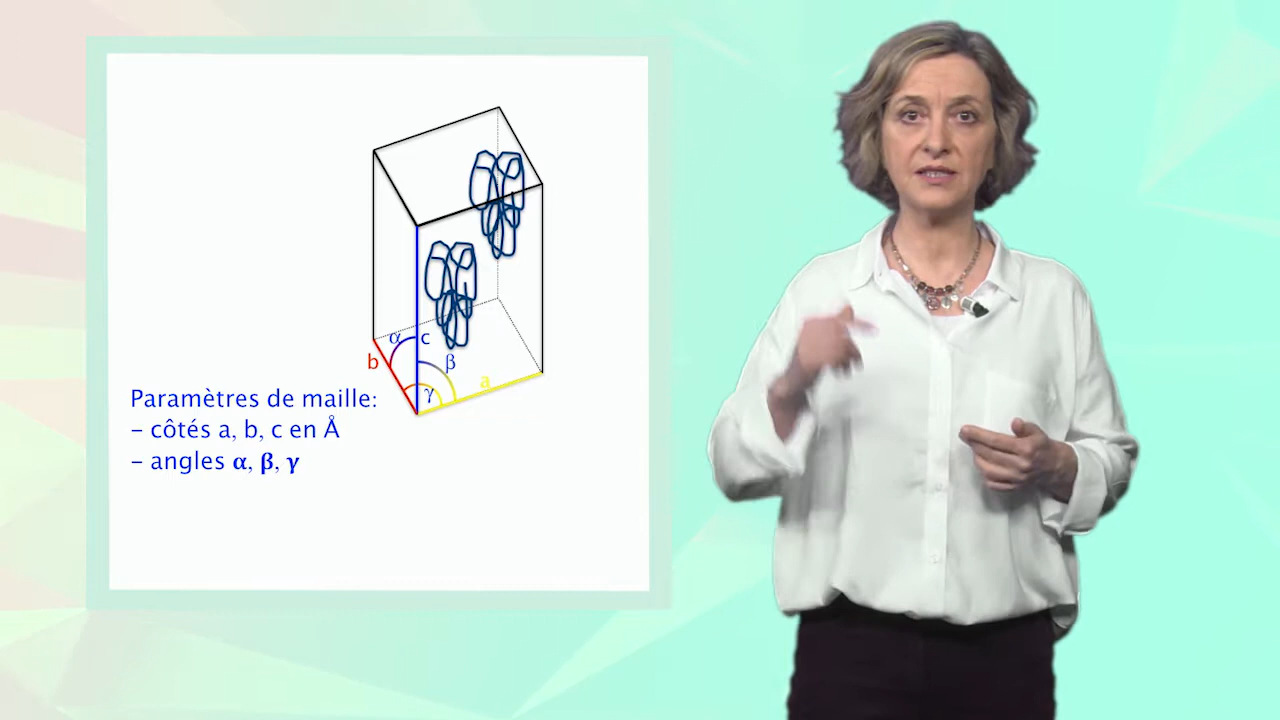 α c
b β
γ a
Paramètres de maille:
– côtés a, b, c en Å
– angles α, β, γ